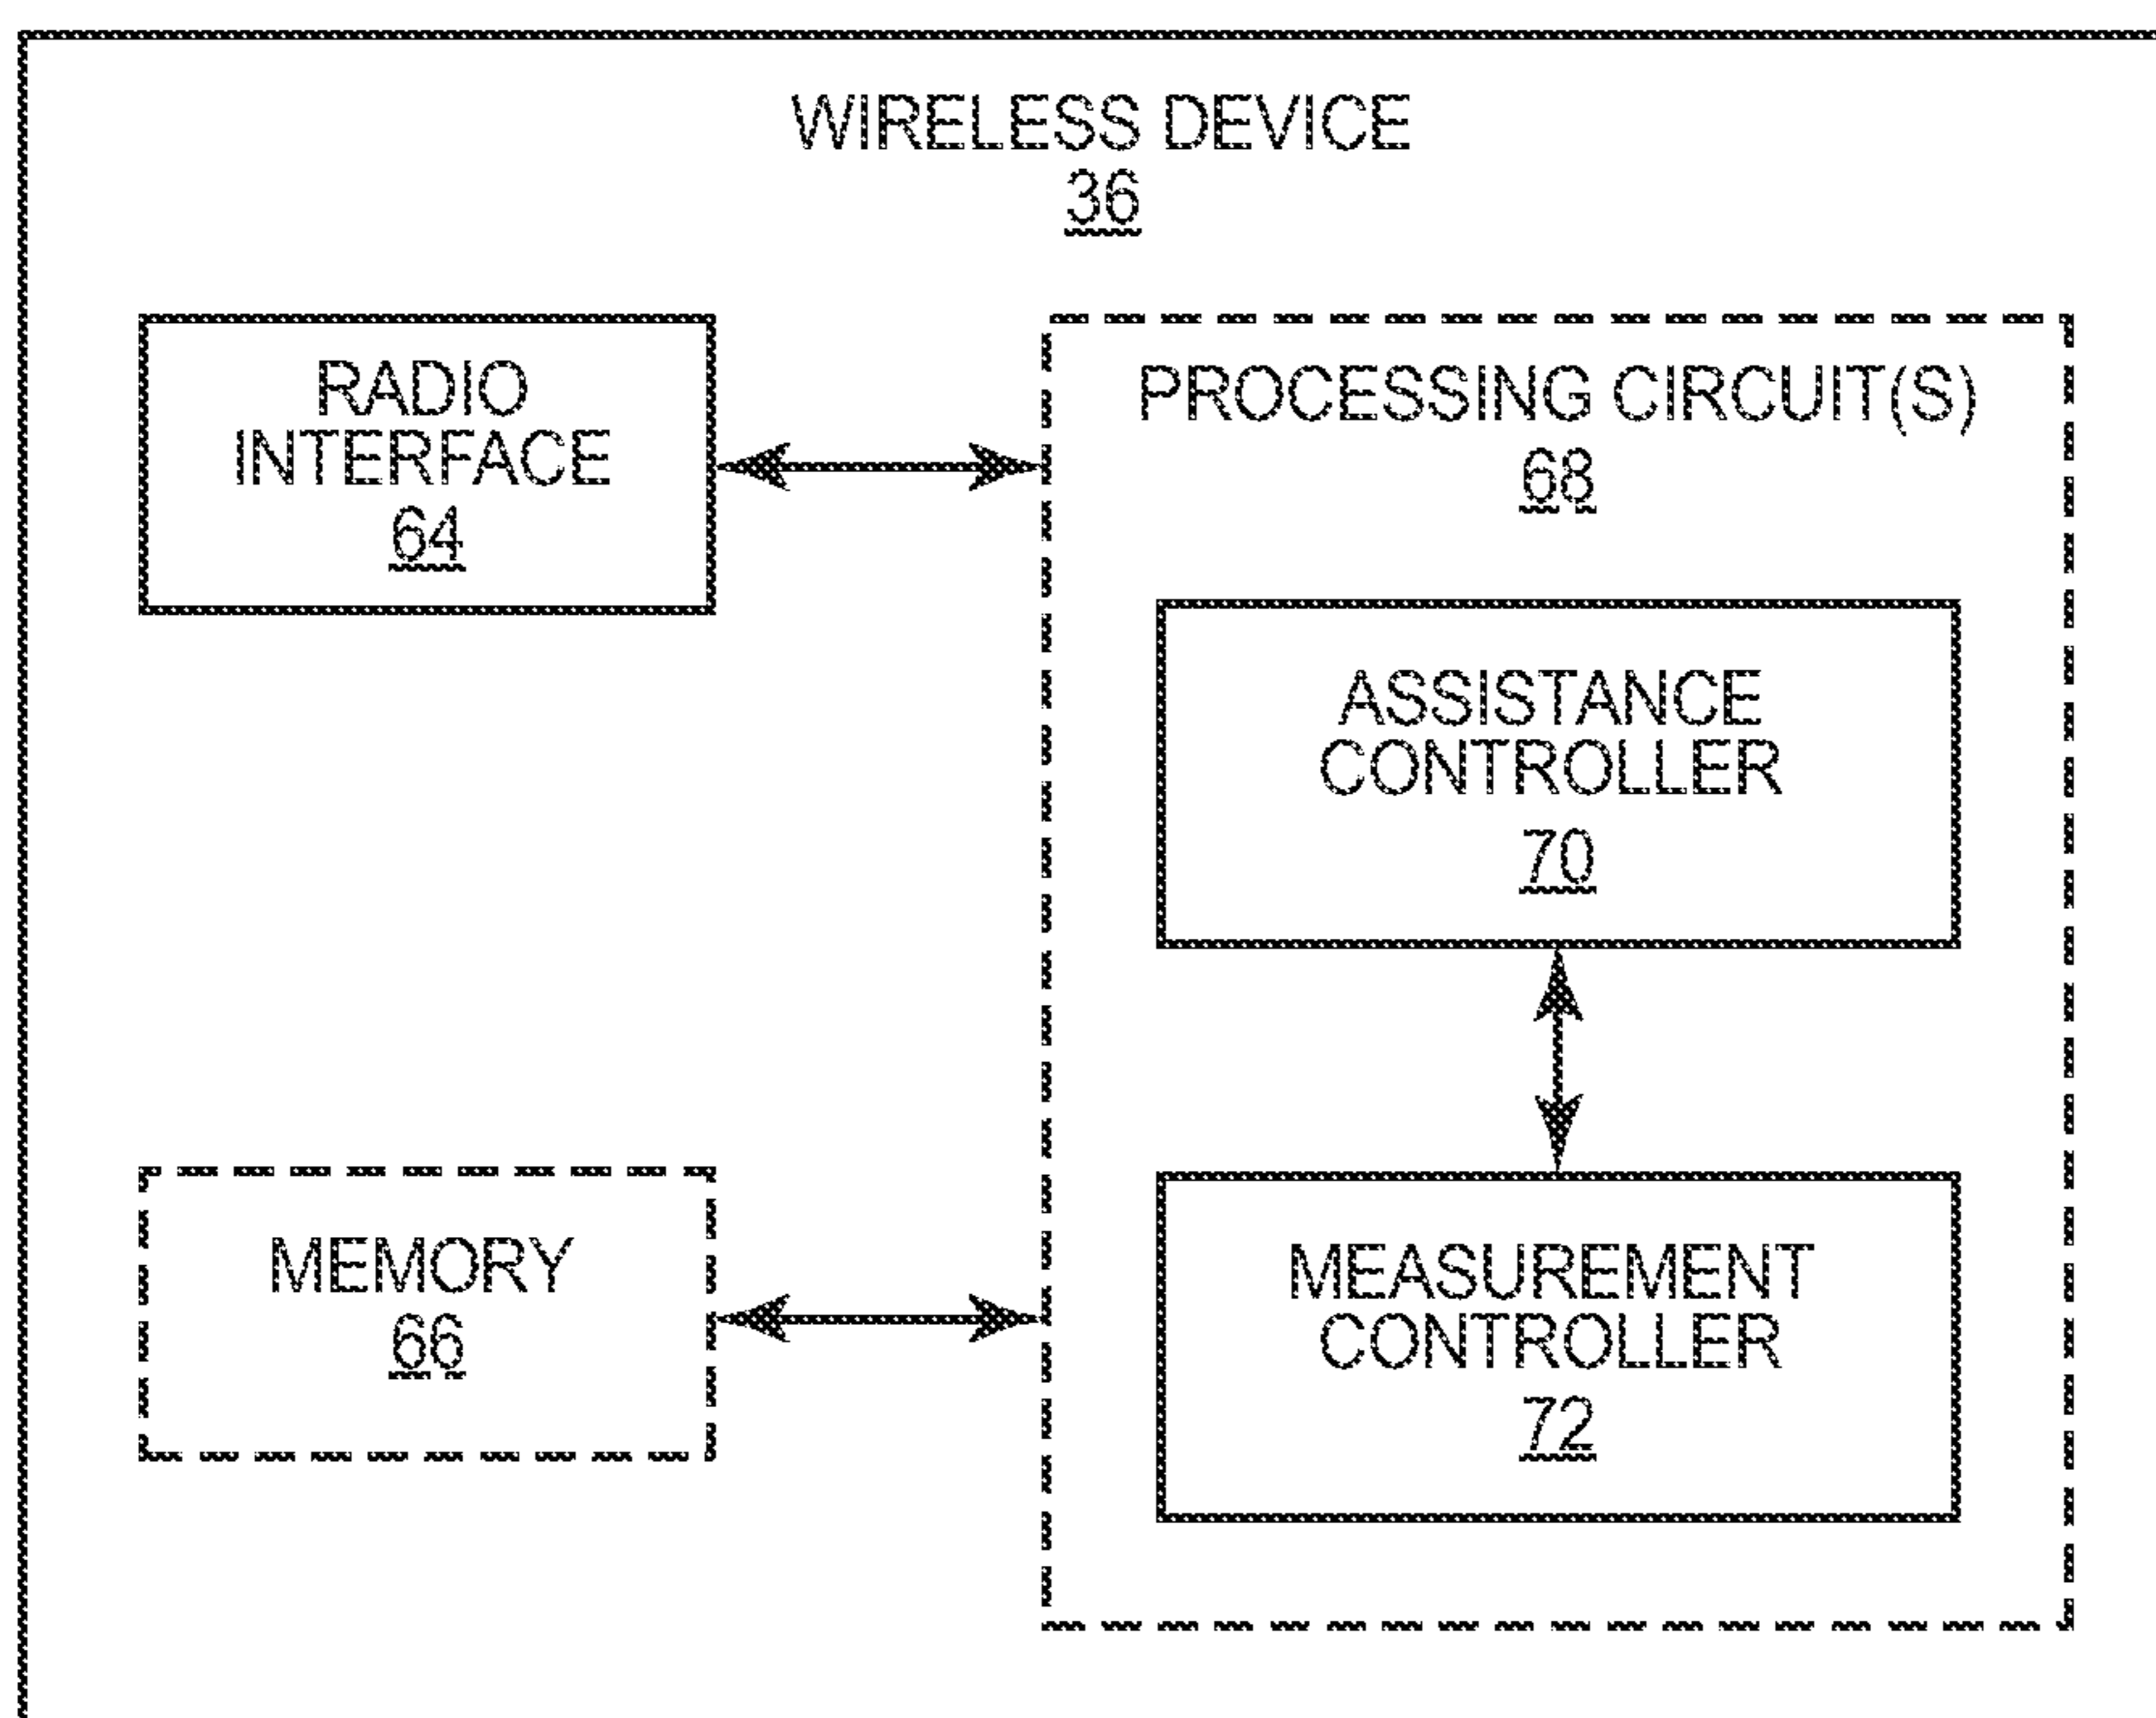 WIRELESS DEVICE
36
RADIO
INTERFACE
64
PROCESSING CIRCUIT(S)
68
ASSISTANCE
CONTROLLER
70
MEMORY
66
MEASUREMENT
CONTROLLER
72